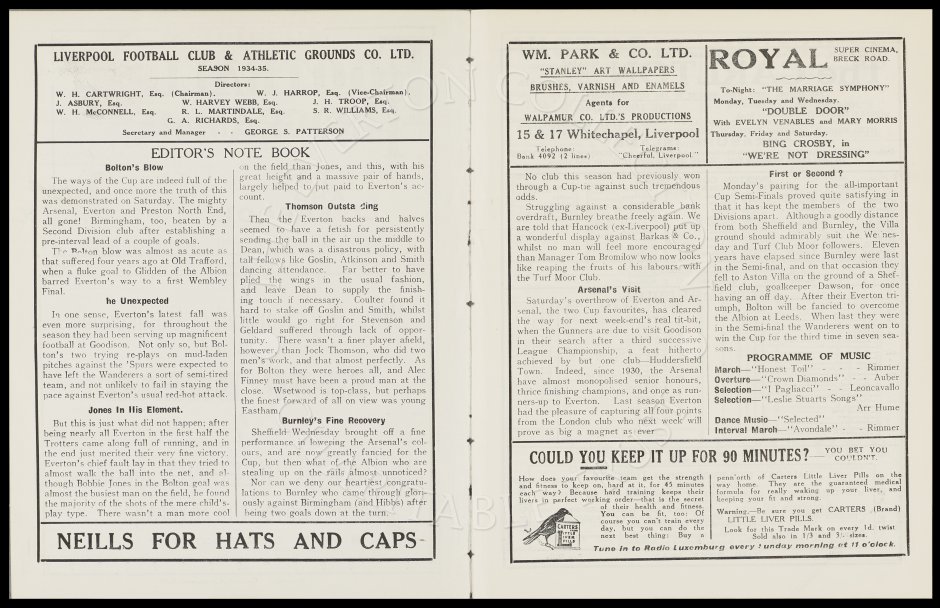 LIVERPOOL FOOTBALL CLUB & ATHLETIC GROUNDS CO. LTD.
SEASON 1934-35.
Directors:
W. H. CARTWRIGHT, Esq. (Chairman). W. J. HARROP, Esq. (Vice-Chairman).
J. ASBURY, Esq. W. HARVEY WEBB, Esq. J. H. TROOP, Esq.
W. H. McCONNELL, Esq. R. L. MARTINDALE, Esq. S. R. WILLIAMS, Esq.
G. A. RICHARDS, Esq.
Secretary and Manager - - GEORGE S. PATTERSON
EDITOR'S NOTE BOOK
Bolton's Blow
The ways of the Cup are indeed full of the
unexpected, and once more the truth of this
was demonstrated on Saturday. The mighty
Arsenal, Everton and Preston North End,
all gone! Birmingham, too, beaten by a
Second Division club after establishing a
pre-interval lead of a couple of goals.
The Bolton blow was almost as acute as
that suffered four years ago at Old Trafford,
when a fluke goal to Glidden of the Albion
barred Everton's way to a first Wembley
Final.
he Unexpected
In one sense, Everton's latest fall was
even more surprising, for throughout the
season they had been serving up magnificent
football at Goodison. Not only so, but Bol-
ton's two trying re-plays on mud-laden
pitches against the 'Spurs were expected to
have left the Wanderers a sort of semi-tired
team, and not unlikely to fail in staying the
pace against Everton's usual red-hot attack.
Jones In His Element.
But this is just what did not happen; after
being nearly all Everton in the first half the
Trotters came along full of running, and in
the end just merited their very fine victory.
Everton's chief fault lay in that they tried to
almost walk the ball into the net, and al-
though Bobbie Jones in the Bolton goal was
almost the busiest man on the field, he found
the majority of the shots of the mere child's-
play type. There wasn't a man more cool
on the field than Jones, and this, with his
great height and a massive pair of hands,
largely helped to put paid to Everton's ac-
count.
Thomson Outsta ding
Then the Everton backs and halves
seemed to have a fetish for persistently
sending the ball in the air up the middle to
Dean, which was a disastrous policy, with
tall fellows like Goslin, Atkinson and Smith
dancing attendance. Far better to have
plied the wings in the usual fashion,
and leave Dean to supply the finish-
ing touch if necessary. Coulter found it
hard to stake off Goslin and Smith, whilst
little would go right for Stevenson and
Geldard suffered through lack of oppor-
tunity. There wasn't a finer player afield,
however, than Jock Thomson, who did two
men's work, and that almost perfectly. As
for Bolton they were heroes all, and Alec
Finney must have been a proud man at the
close. Wsetwood is top-class, but perhaps
the finest forward of all on view was young
Eastham.
Burnley's Fine Recovery
Sheffield Wednesday brought off a fine
performance in lowering the Arsenal's col-
ours, and are now greatly fancied for the
Cup, but then what of the Albion who are
stealing up on the rails almost unnoticed?
Nor can we deny our hearties congratu-
lations to Burnley who came through glori-
ously against Birmingham (and Hibbs) after
being two goals down at the turn.
NEILLS FOR HATS AND CAPS-
WM. PARK & CO. LTD.
"STANLEY" ART WALLPAPERS
BRUSHES, VARNISH AND ENAMELS
Agents for
WALPAMUR CO. LTD.'S PRODUCTIONS
15 & 17 Whitechapel, Liverpool
Telephone: Telegrams:
Bank 4092 (2 lines) "Cheerful, Liverpool"
ROYAL SUPER CINEMA, BRECK ROAD.
To-Night: "THE MARRIAGE SYMPHONY"
Monday, Tuesday and Wednesday.
"DOUBLE DOOR"
With EVELYN VENABLES and MARY MORRIS
Thursday, Friday and Saturday.
BING CROSBY, in
"WE'RE NOT DRESSING"
No club this season had previously won
through a Cup-tie against such tremendous
odds.
Struggling against a considerable bank
overdraft, Burnley breathe freely again. We
are told that Hancock (ex-Liverpool) put up
a wonderful display against Barkas & Co.,
whilst no man will feel more encouraged
than Manager Tom Bromilow who now looks
like reaping the fruits of his labours with
the Turf Moor Club.
Arsenal's Visit
Saturday's overthrow of Everton and Ar-
senal, the two Cup favourites, has cleared
the way for next week-end's real tit-bit,
when the Gunners are due to visit Goodison
in their search after a third successive
League Championship, a feat hitherto
achieved by but one club—Huddersfield
Town. Indeed, since 1930, the Arsenal
have almost monopolised senior honours,
thrice finishing champions, and once as run-
ners-up to Everton. Last season Everton
had the pleasure of capturing all four points
from the London club who next week will
prove as big a magnet as ever
First or Second ?
Monday's pairing for the all-important
Cup Semi-Finals proved quite satisfying in
that it has kept the members of the two
Divisions apart. Although a goodly distance
from both Sheffield and Burnley, the Villa
ground should admirably suit the We nes-
day and Turf Moor followers. Eleven
years have elapsed since Burnley were last
in the Semi-final, and on that occasion they
fell to Aston Villa on the ground of a Shef-
field club, goalkeeper Dawson, for once
having an off day. After their Everton tri-
umph, Bolton will be fancied to overcome
the Albion at Leeds. When last they were
in the Semi-final the Wanderers went on to
win the Cup for the third time in seven sea-
sons.
PROGRAMME OF MUSIC
March—"Honest Toil" - - - Rimmer
Overture—"Crown Diamonds" - - Auber
Selection—"I Pagliacci" - - Leoncavallo
Selection—"Leslie Stuarts Songs"
Arr Hume
Dance Music—"Selected"
Interval March—"Avondale" - - Rimmer
COULD YOU KEEP IT UP FOR 90 MINUTES?—YOU BET YOU COULDN'T.
How does your favourite team get the strength
and fitness to keep on, hard at it, for 45 minutes
each way? Because hard training keeps their
livers in perfect working order—that is the secret
of their health and fitness.
You can be fit, too: Of
course you can't train every
day, but you can do the
next best thing: Buy a
CARTERS
LITTLE
LIVER
PILLS
penn'orth of Carters Little Liver Pills on the
way home. They are the guaranteed medical
formula for really waking up your liver, and
keeping your fit and strong.
Warning.—Be sure you get CARTERS (Brand)
LITTLE LIVER PILLS.
Look for this Trade Mark on every 1d. twist
Sold also in 1/3 and 3/- sizes.
Tune in to Radio Luxemburg every Sunday morning at 11 o'clock.